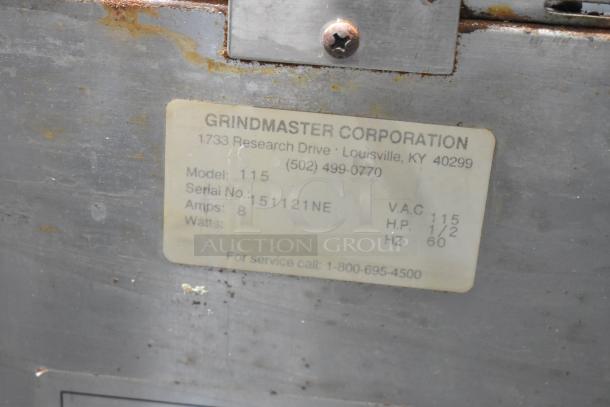 GRINDMASTER CORPORATION
1733 Research Drive · Louisville, KY 40299
(502) 499-0770
Model: 115
Serial No: 151121NE
Amps: 8
Watts:
V.A.C 115
H.P. 1/2
HZ 60
For service call: 1-800-695-4500
PCI
AUCTION GROUP